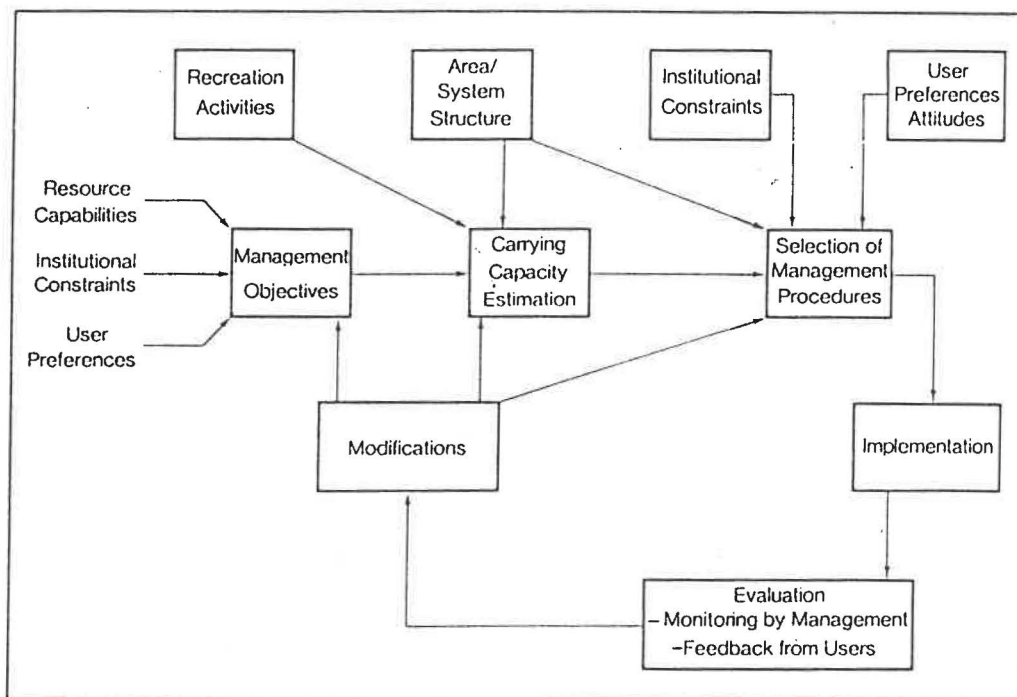 Recreation
Activities
Area/
System
Structure
Institutional
Constraints
User
Preferences
Attitudes
Resource
Capabilities
Institutional
Constraints
User
Preferences
Management
Objectives
Carrying
Capacity
Estimation
Selection of
Management
Procedures
Modifications
Implementation
Evaluation
– Monitoring by Management
–Feedback from Users